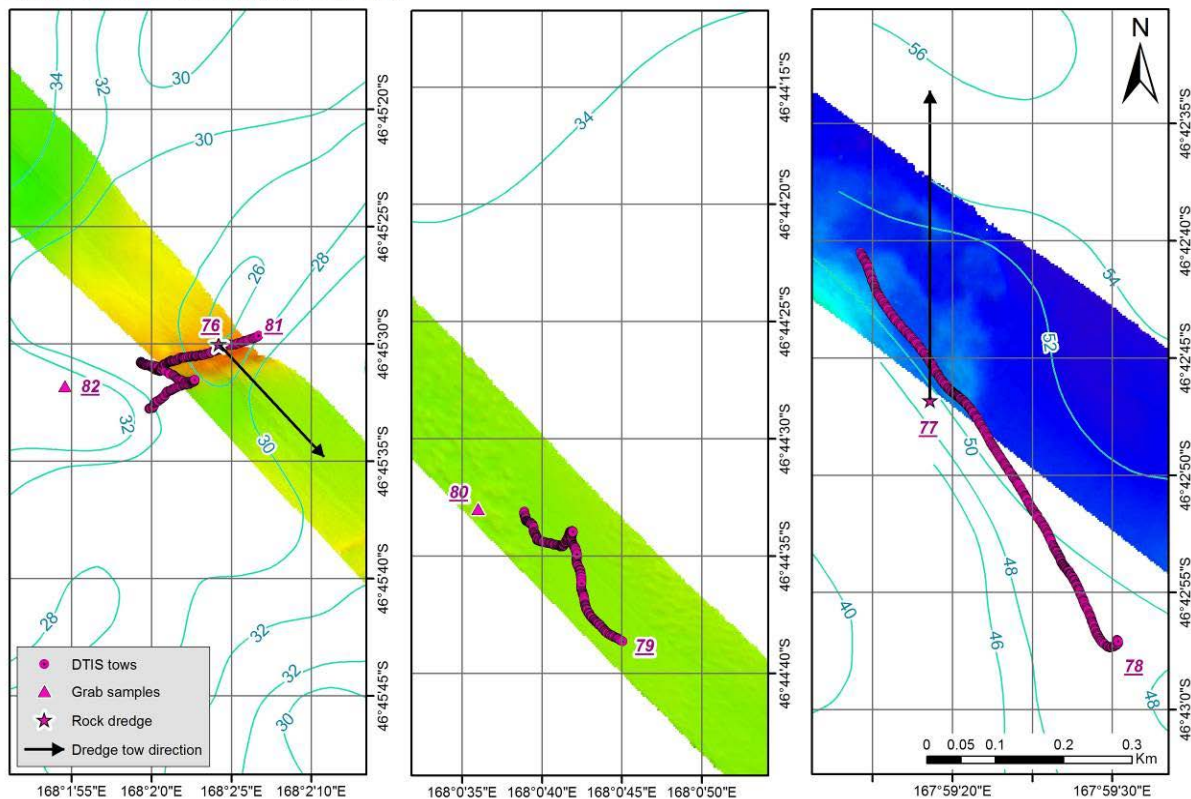 34
32
30
30
26
28
76
81
82
32
30
28
32
32
30
DTIS tows
Grab samples
Rock dredge
Dredge tow direction
46°45'20"S
46°45'25"S
46°45'30"S
46°45'35"S
46°45'40"S
46°45'45"S
168°1'55"E
168°2'0"E
168°2'5"E
168°2'10"E
34
80
79
46°44'15"S
46°44'20"S
46°44'25"S
46°44'30"S
46°44'35"S
46°44'40"S
168°0'35"E
168°0'40"E
168°0'45"E
168°0'50"E
56
N
54
52
77
50
48
46
40
78
48
0 0.05 0.1 0.2 0.3
Km
46°42'35"S
46°42'40"S
46°42'45"S
46°42'50"S
46°42'55"S
46°43'0"S
167°59'20"E
167°59'30"E